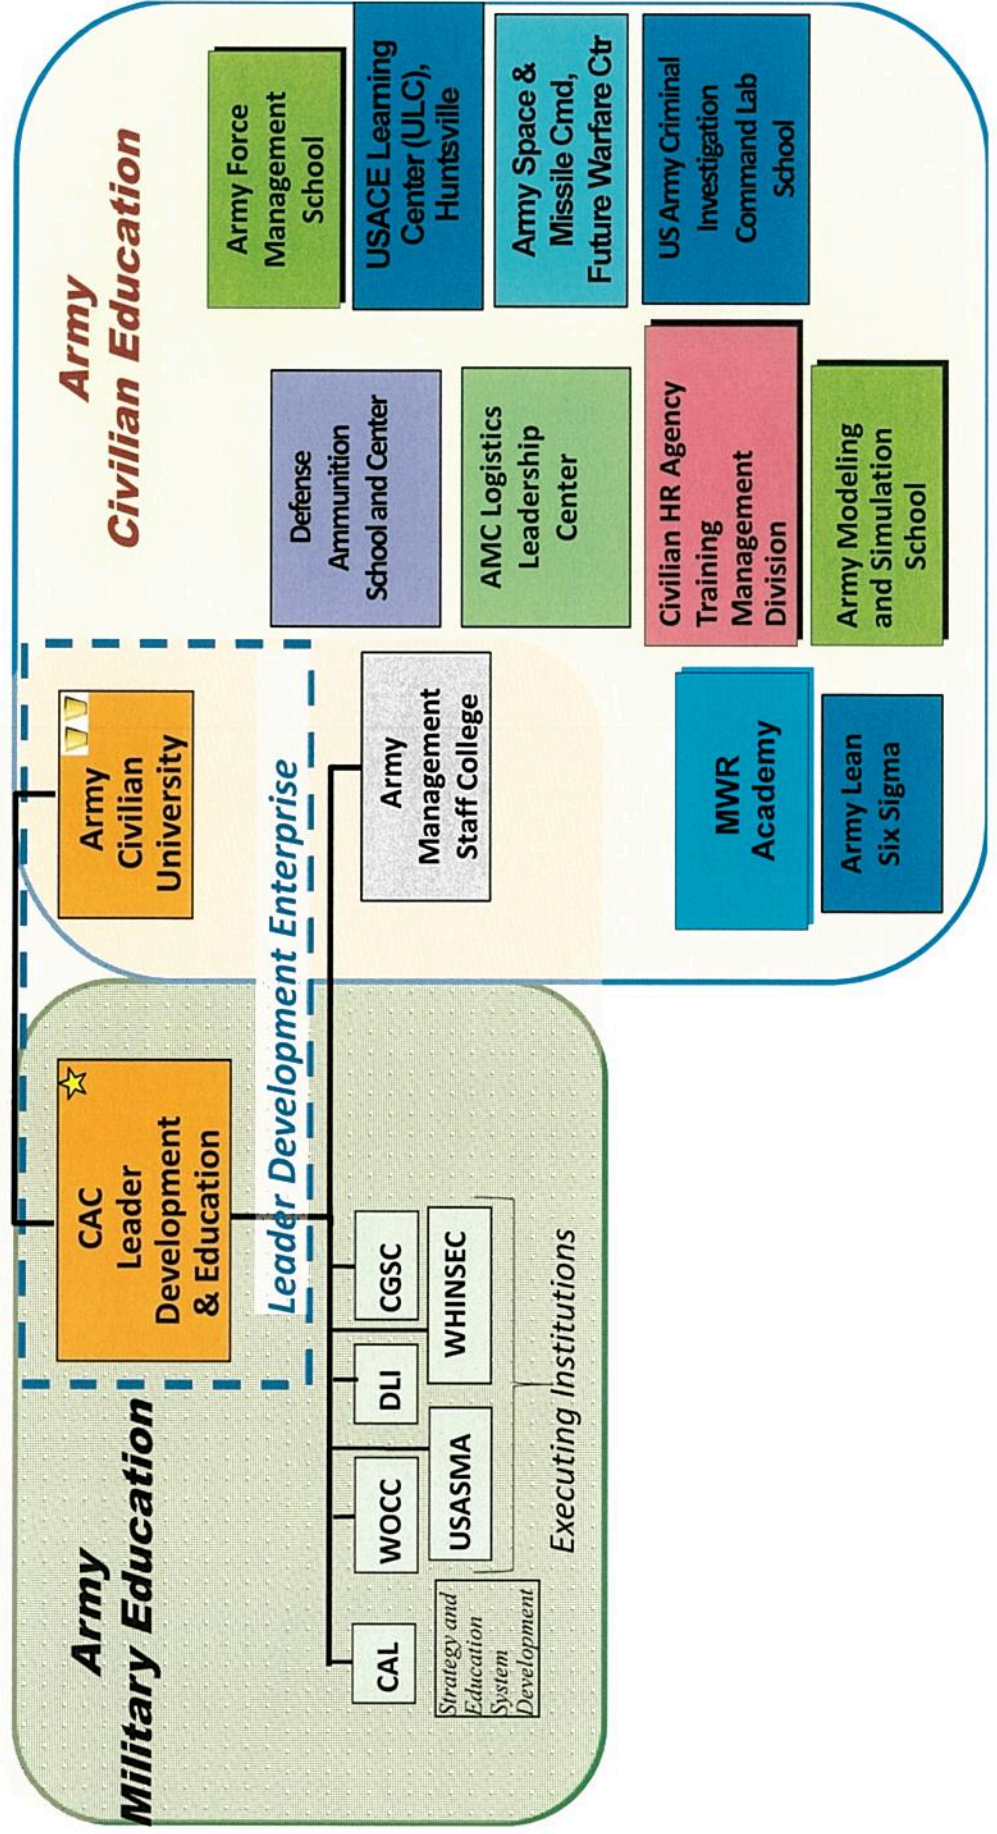 Army
Military Education
CAC
Leader
Development
& Education
Leader Development Enterprise
CAL
WOCC
DLI
CGSC
USASMA
WHINSEC
Strategy and
Education
System
Development
Executing Institutions
Army
Civilian Education
Army
Civilian
University
Army
Management
Staff College
MWR
Academy
Army Lean
Six Sigma
Defense
Ammunition
School and Center
AMC Logistics
Leadership
Center
Civilian HR Agency
Training
Management
Division
Army Modeling
and Simulation
School
Army Force
Management
School
USACE Learning
Center (ULC),
Huntsville
Army Space &
Missile Cmd,
Future Warfare Ctr
US Army Criminal
Investigation
Command Lab
School